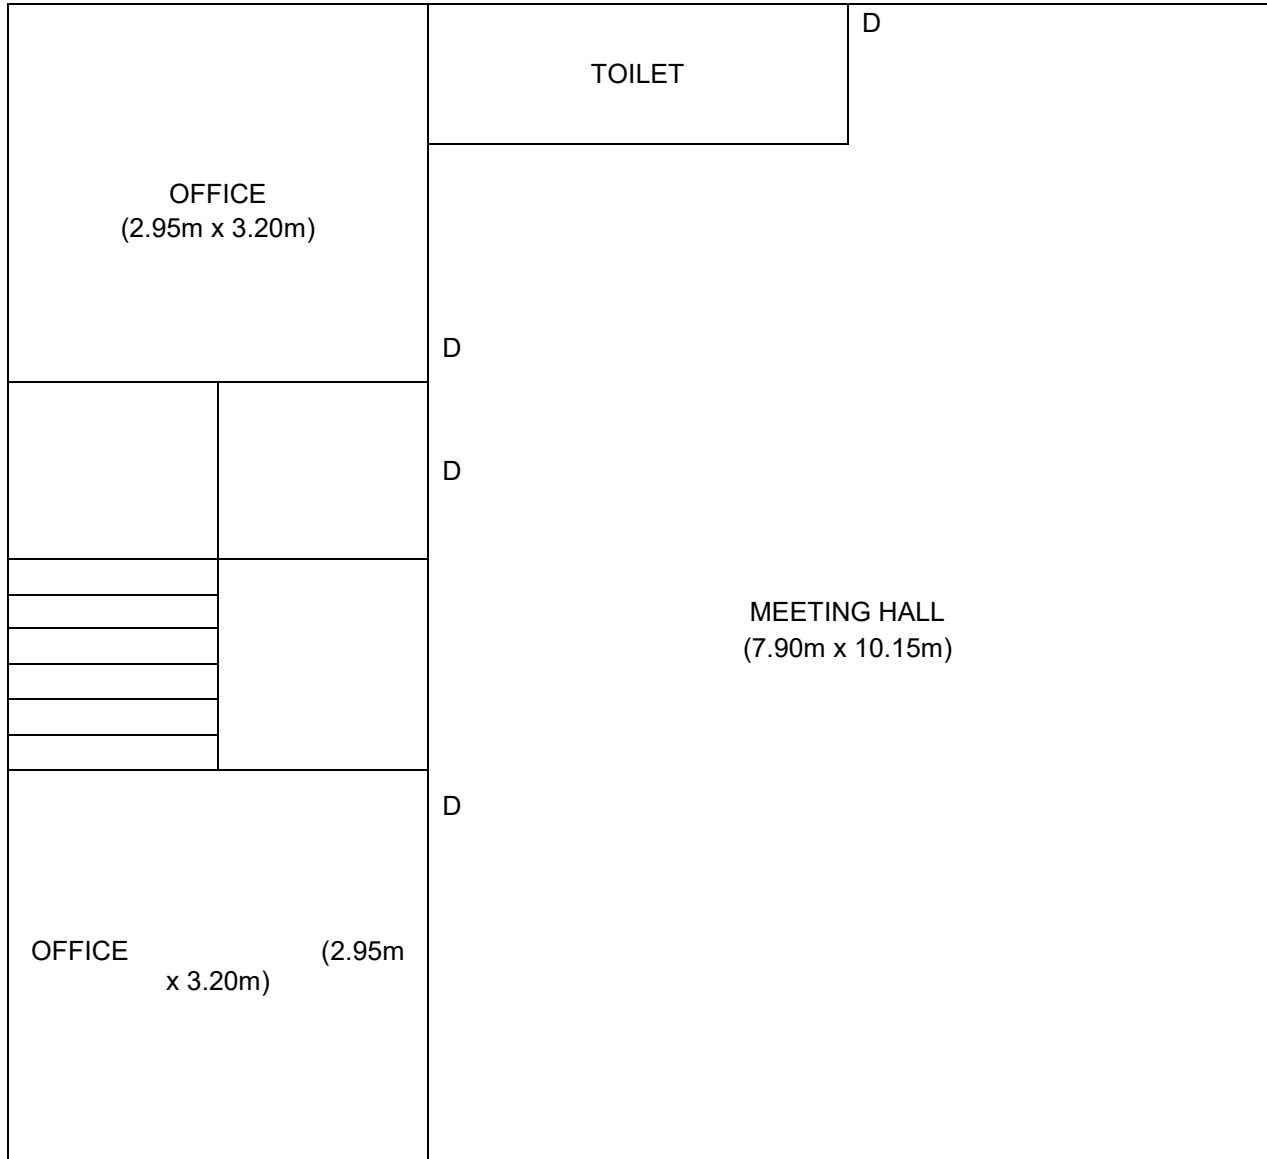 D
TOILET
OFFICE
(2.95m x 3.20m)
D
D
MEETING HALL
(7.90m x 10.15m)
D
OFFICE (2.95m
x 3.20m)